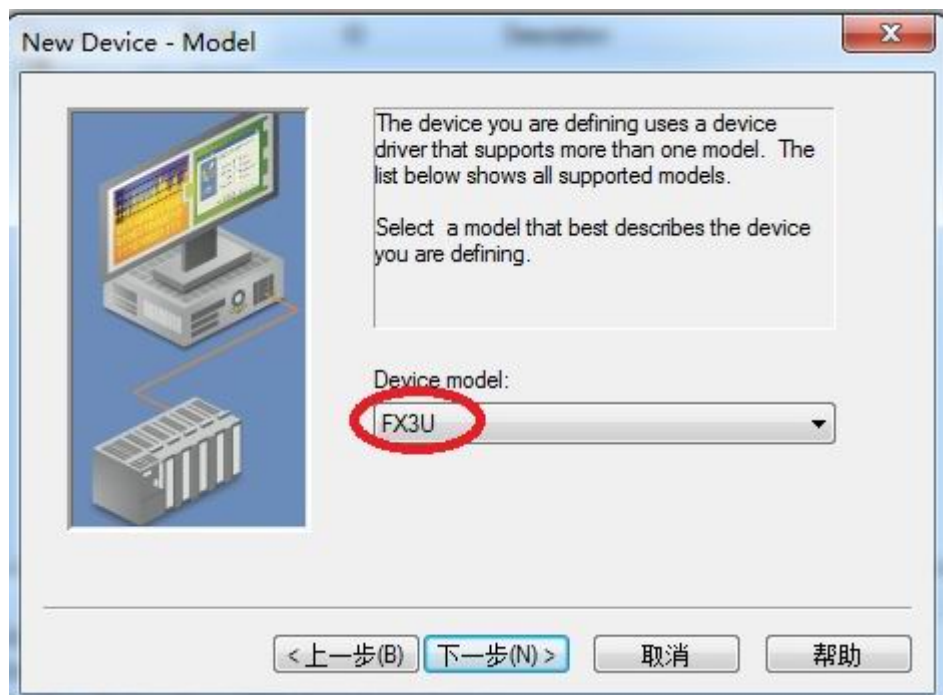 New Device - Model
The device you are defining uses a device
driver that supports more than one model.  The
list below shows all supported models.
Select  a model that best describes the device
you are defining.
Device model:
FX3U
<上一步(B) 下一步(N)> 取消 帮助